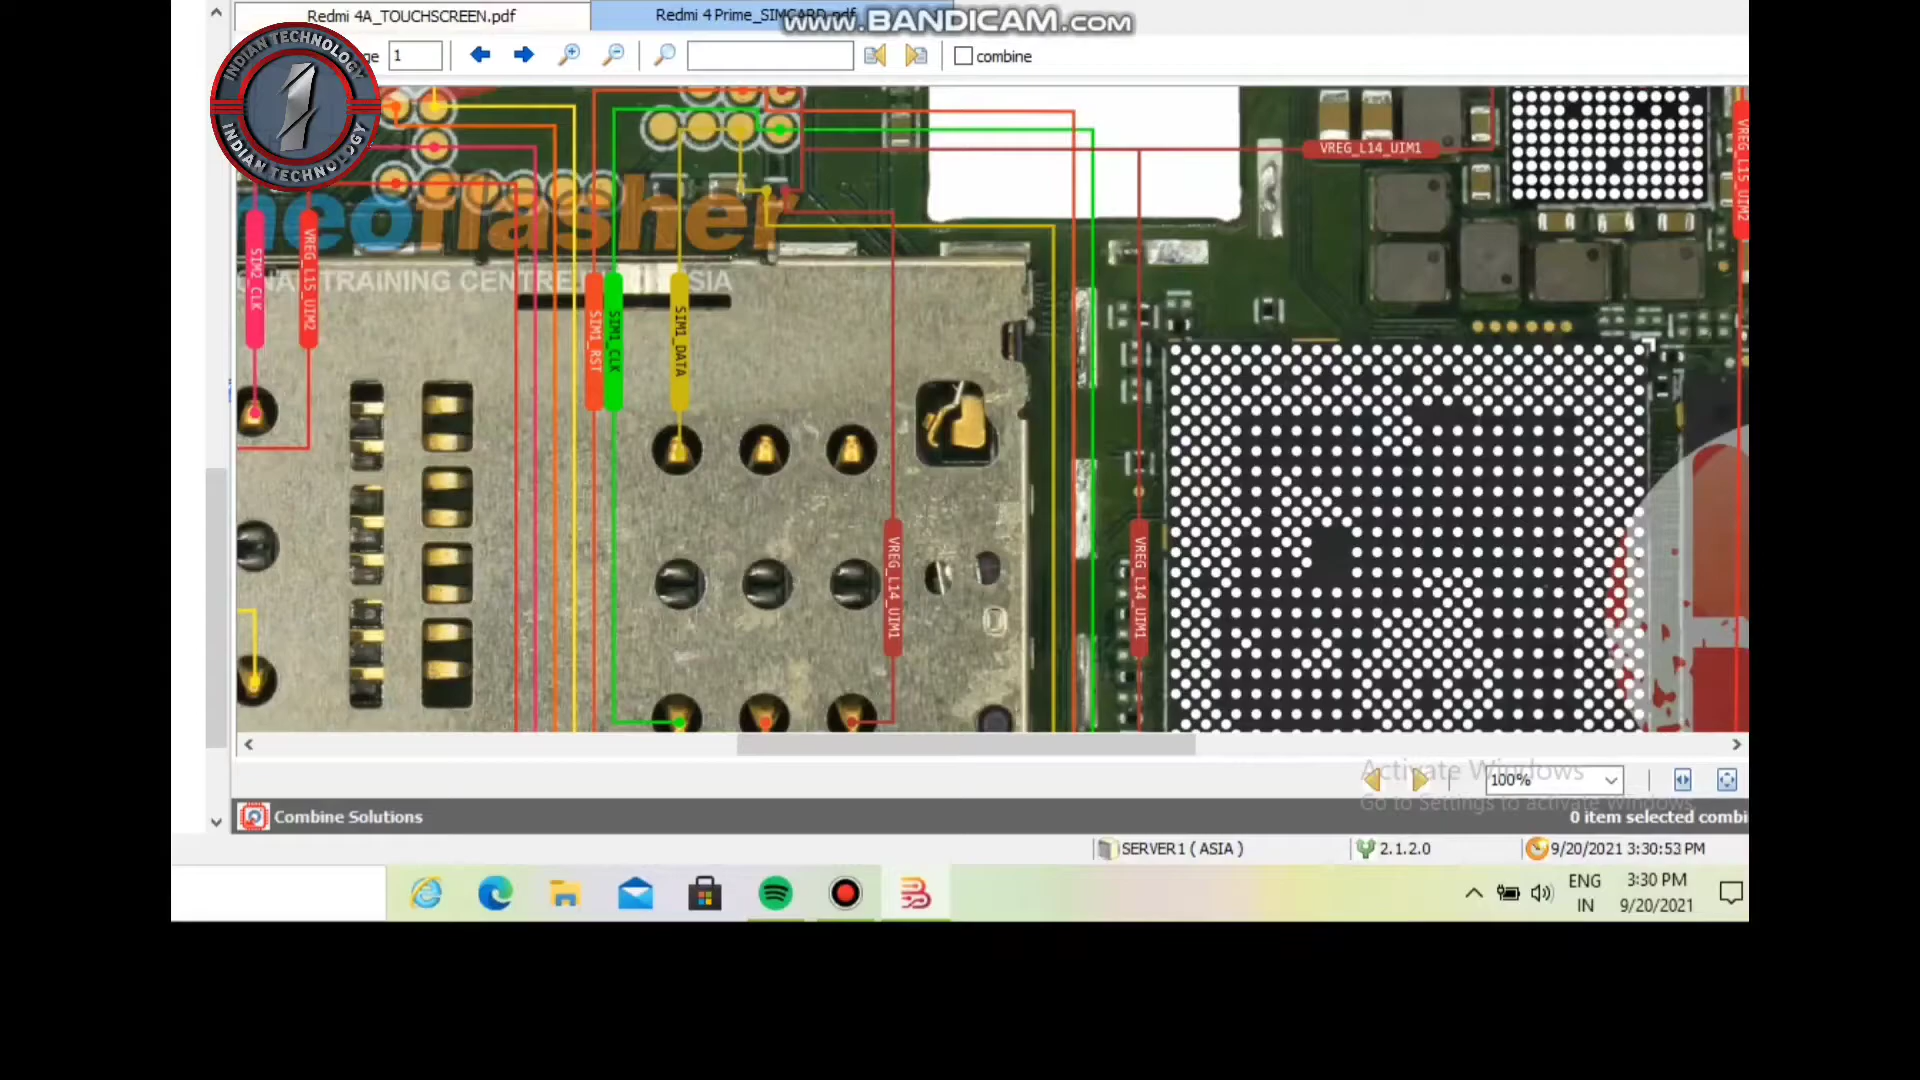 Redmi 4A_TOUCHSCREEN.pdf
Redmi 4 Prime_SIMCARD.pdf
WWW.BANDICAM.COM
1
combine
INDIAN TECHNOLOGY
INDIAN TECHNOLOGY
VREG_L14_UIM1
VREG_L15_UIM2
neoflasher
TRAINING CENTRE
SIM2_CLK
VREG_L15_UIM2
SIM1_RST
SIM1_CLK
SIM1_DATA
VREG_L14_UIM1
VREG_L14_UIM1
Activate Windows
Go to Settings to activate Windows.
100%
Combine Solutions
0 item selected combi
SERVER1 ( ASIA )
2.1.2.0
9/20/2021 3:30:53 PM
ENG
IN
3:30 PM
9/20/2021